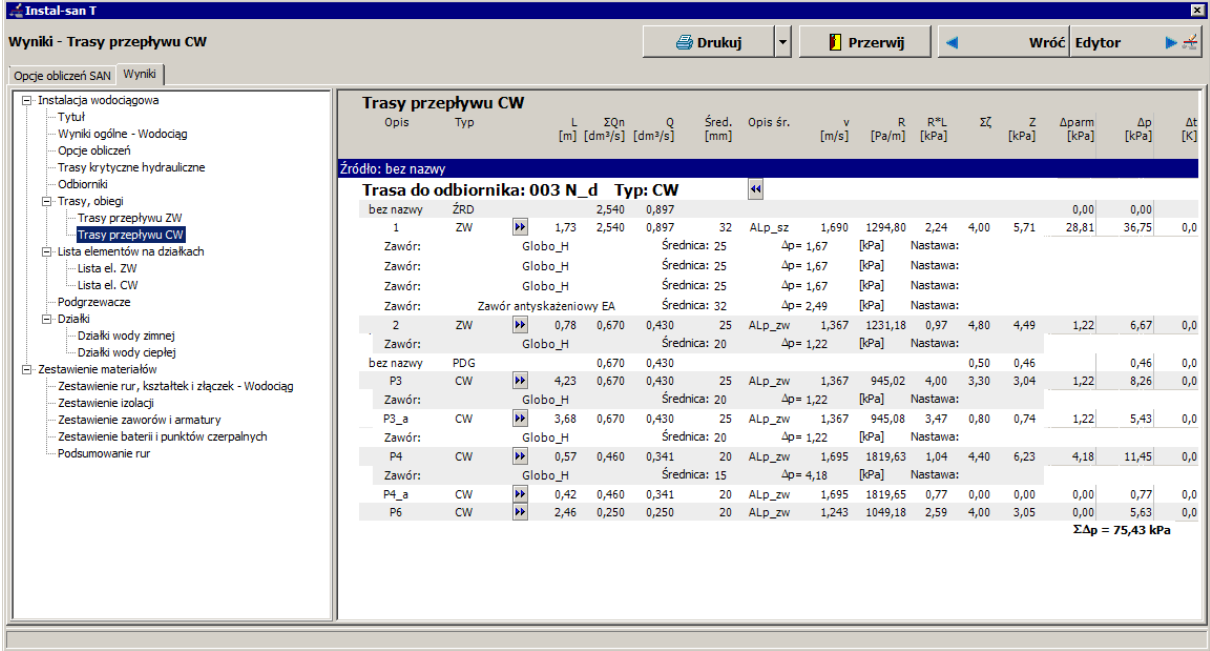 Instal-san T
Wyniki - Trasy przepływu CW
Drukuj
Przerwij
Wróć
Edytor
Opcje obliczeń SAN
Wyniki
Instalacja wodociągowa
Tytuł
Wyniki ogólne - Wodociąg
Opcje obliczeń
Trasy krytyczne hydrauliczne
Odbiorniki
Trasy, obiegi
Trasy przepływu ZW
Trasy przepływu CW
Lista elementów na działkach
Lista el. ZW
Lista el. CW
Podgrzewacze
Działki
Działki wody zimnej
Działki wody ciepłej
Zestawienie materiałów
Zestawienie rur, kształtek i złączek - Wodociąg
Zestawienie izolacji
Zestawienie zaworów i armatury
Zestawienie baterii i punktów czerpalnych
Podsumowanie rur
Trasy przepływu CW
Opis Typ L ΣQn Q Śred. Opis śr. v R R*L Σζ Z Δparm Δp Δt
[m] [dm³/s] [dm³/s] [mm] [m/s] [Pa/m] [kPa] [kPa] [kPa] [kPa] [K]
Źródło: bez nazwy
Trasa do odbiornika: 003 N_d Typ: CW
bez nazwy ŹRD 2,540 0,897 0,00 0,00
1 ZW 1,73 2,540 0,897 32 ALp_sz 1,690 1294,80 2,24 4,00 5,71 28,81 36,75 0,0
Zawór: Globo_H Średnica: 25 Δp= 1,67 [kPa] Nastawa:
Zawór: Globo_H Średnica: 25 Δp= 1,67 [kPa] Nastawa:
Zawór: Globo_H Średnica: 25 Δp= 1,67 [kPa] Nastawa:
Zawór: Zawór antyskażeniowy EA Średnica: 32 Δp= 2,49 [kPa] Nastawa:
2 ZW 0,78 0,670 0,430 25 ALp_zw 1,367 1231,18 0,97 4,80 4,49 1,22 6,67 0,0
Zawór: Globo_H Średnica: 20 Δp= 1,22 [kPa] Nastawa:
bez nazwy PDG 0,670 0,430 0,50 0,46 0,46 0,0
P3 CW 4,23 0,670 0,430 25 ALp_zw 1,367 945,02 4,00 3,30 3,04 1,22 8,26 0,0
Zawór: Globo_H Średnica: 20 Δp= 1,22 [kPa] Nastawa:
P3_a CW 3,68 0,670 0,430 25 ALp_zw 1,367 945,08 3,47 0,80 0,74 1,22 5,43 0,0
Zawór: Globo_H Średnica: 20 Δp= 1,22 [kPa] Nastawa:
P4 CW 0,57 0,460 0,341 20 ALp_zw 1,695 1819,63 1,04 4,40 6,23 4,18 11,45 0,0
Zawór: Globo_H Średnica: 15 Δp= 4,18 [kPa] Nastawa:
P4_a CW 0,42 0,460 0,341 20 ALp_zw 1,695 1819,65 0,77 0,00 0,00 0,00 0,77 0,0
P6 CW 2,46 0,250 0,250 20 ALp_zw 1,243 1049,18 2,59 4,00 3,05 0,00 5,63 0,0
ΣΔp = 75,43 kPa